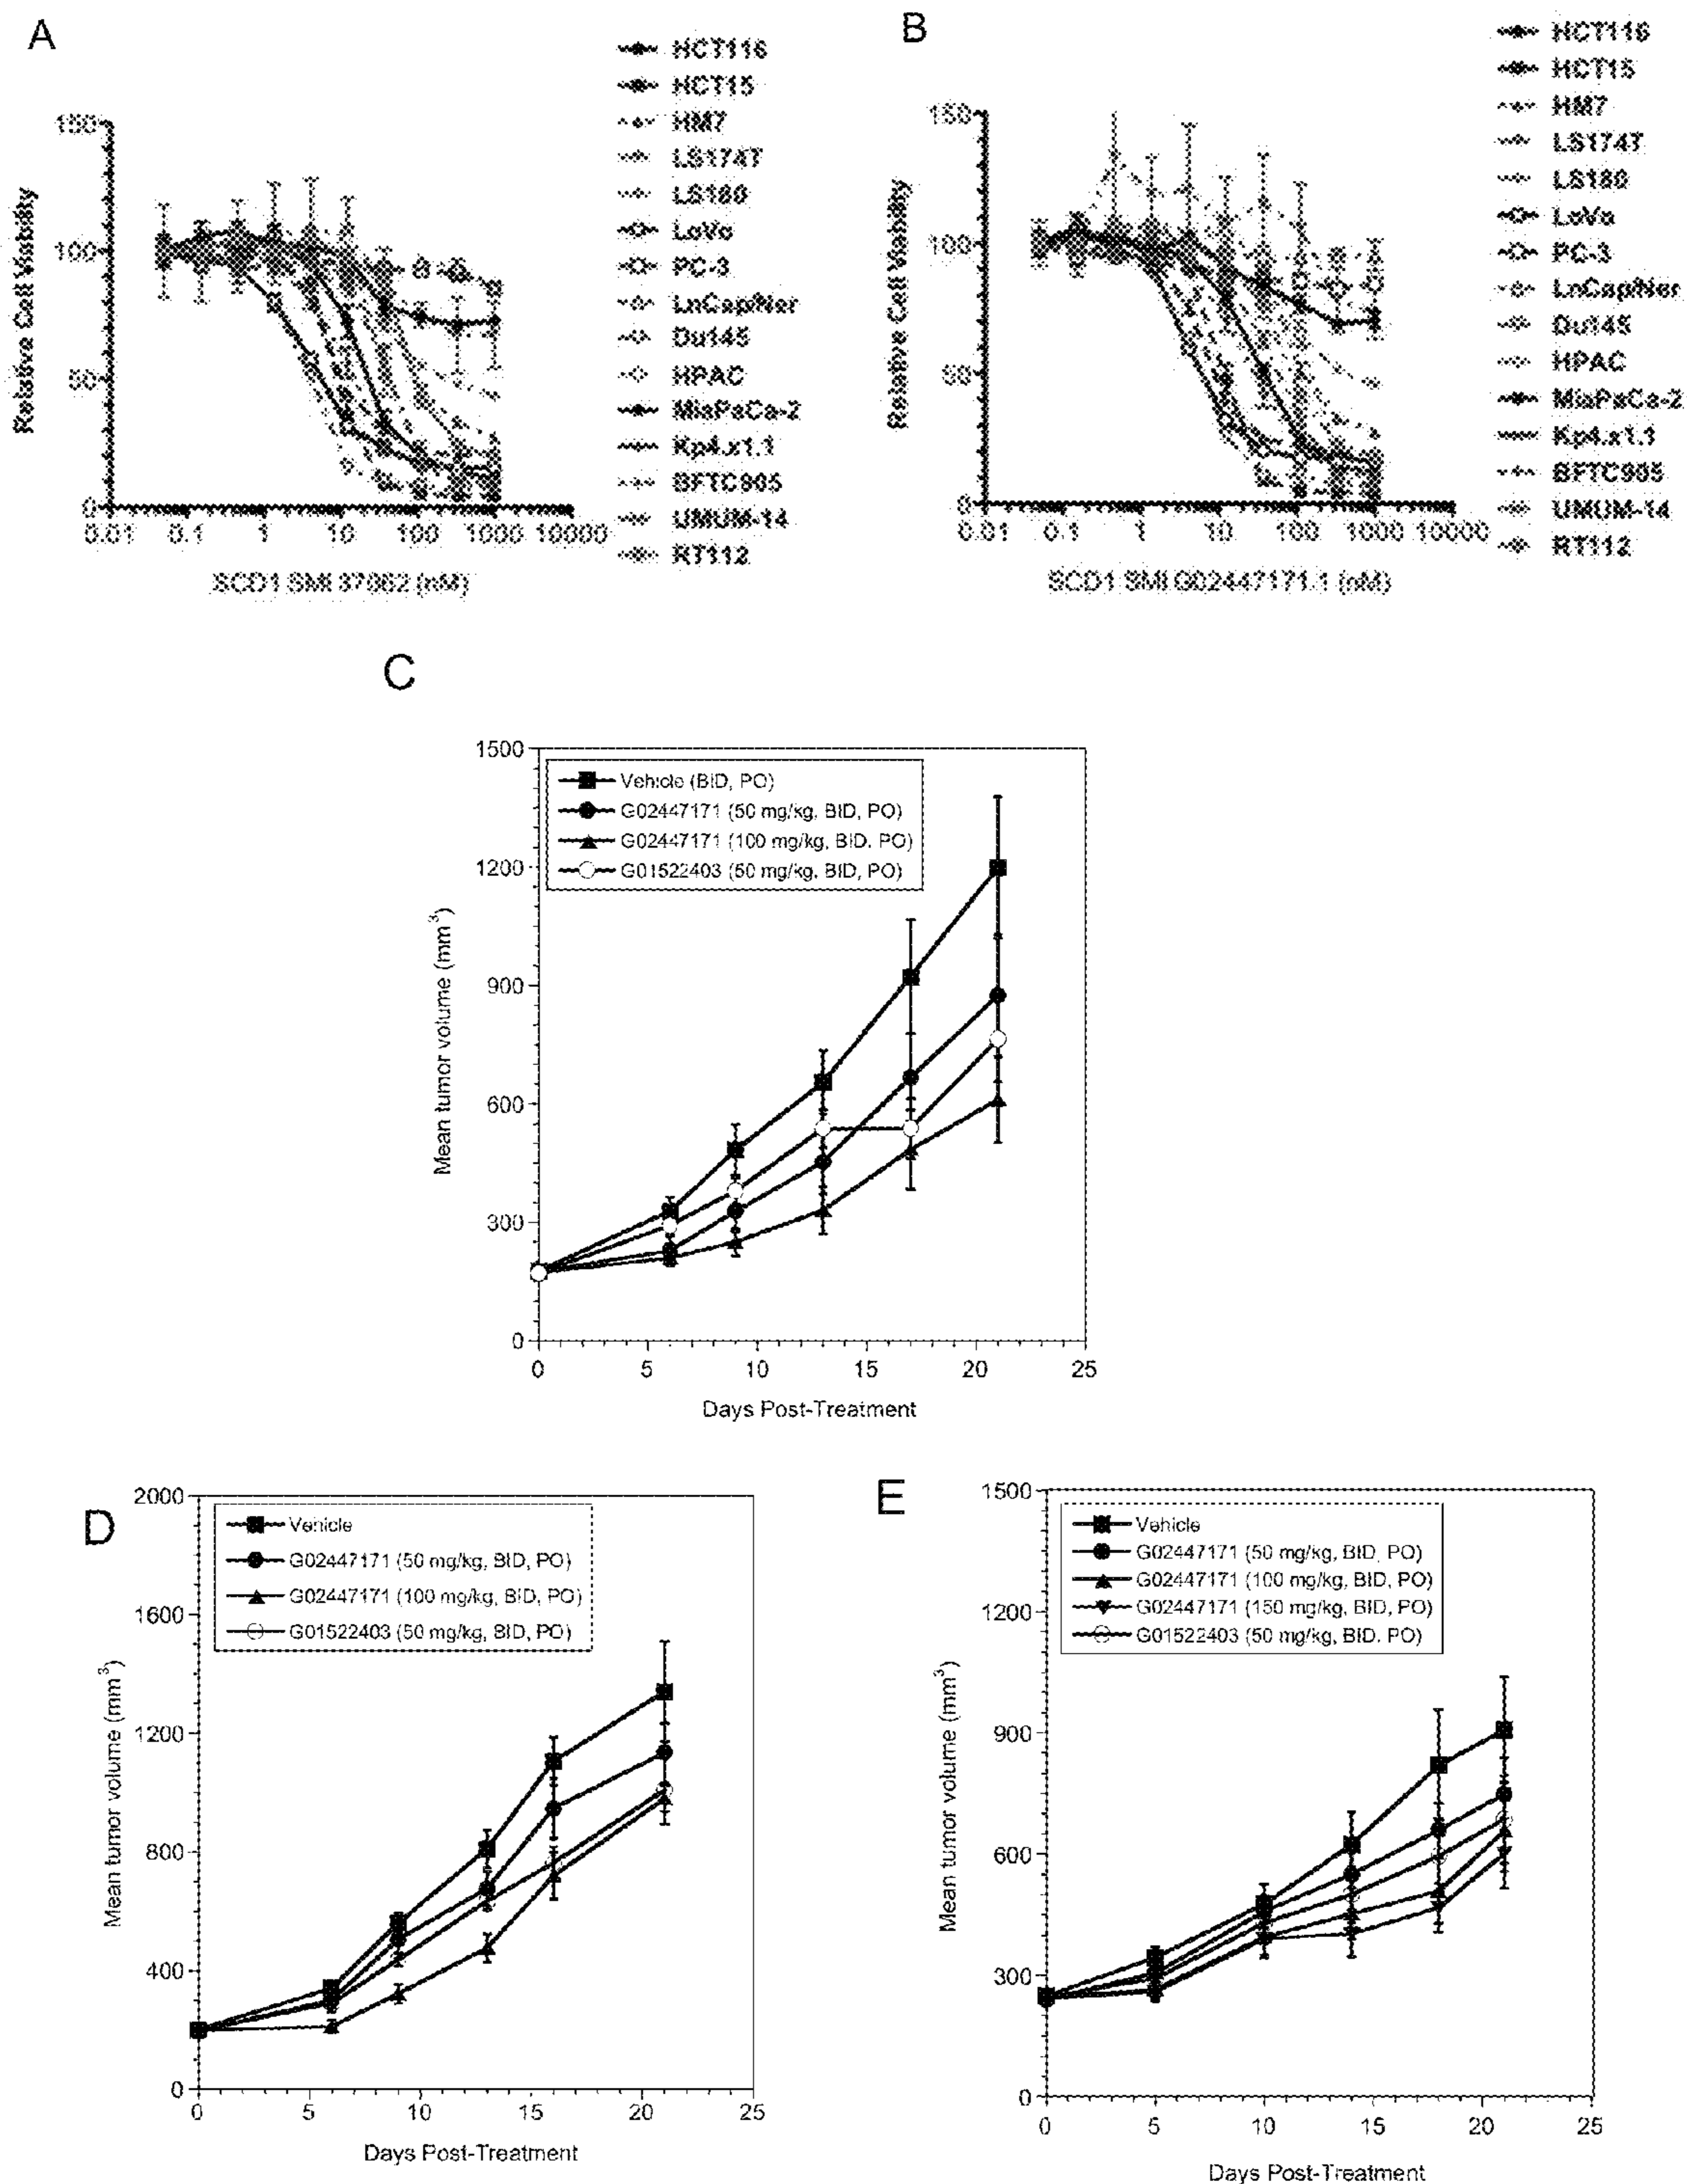 A
150
100
50
0
0.01 0.1 1 10 100 1000 10000
Relative Cell Viability
SCD1 SMI 37062 (nM)
HCT116
HCT15
HM7
LS174T
LS180
LoVo
PC-3
LnCap/Ner
Du145
HPAC
MiaPaCa-2
Kp4.x1.1
BFTC905
UMUM-14
RT112
B
150
100
50
0
0.01 0.1 1 10 100 1000 10000
Relative Cell Viability
SCD1 SMI G02447171.1 (nM)
HCT116
HCT15
HM7
LS174T
LS180
LoVo
PC-3
LnCap/Ner
Du145
HPAC
MiaPaCa-2
Kp4.x1.1
BFTC905
UMUM-14
RT112
C
Vehicle (BID, PO)
G02447171 (50 mg/kg, BID, PO)
G02447171 (100 mg/kg, BID. PO)
G01522403 (50 mg/kg, BID, PO)
1500
1200
900
600
300
0
Mean tumor volume (mm³)
0 5 10 15 20 25
Days Post-Treatment
D
Vehicle
G02447171 (50 mg/kg, BID, PO)
G02447171 (100 mg/kg, BID, PO)
G01522403 (50 mg/kg, BID, PO)
2000
1600
1200
800
400
0
Mean tumor volume (mm³)
0 5 10 15 20 25
Days Post-Treatment
E
Vehicle
G02447171 (50 mg/kg, BID, PO)
G02447171 (100 mg/kg, BID, PO)
G02447171 (150 mg/kg, BID, PO)
G01522403 (50 mg/kg, BID. PO)
1500
1200
900
600
300
0
Mean tumor volume (mm³)
0 5 10 15 20 25
Days Post-Treatment